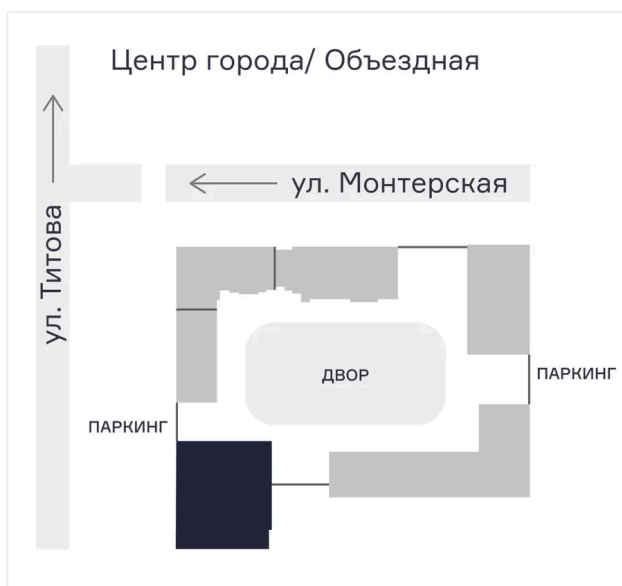 Центр города/ Объездная
ул. Монтерская
ул. Титова
ДВОР
ПАРКИНГ
ПАРКИНГ